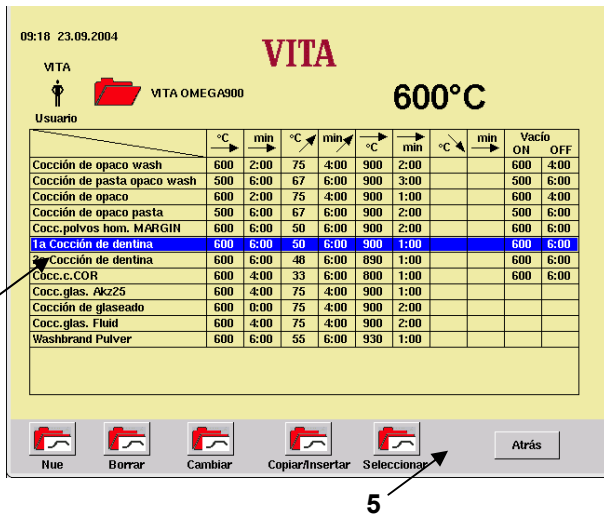 09:18 23.09.2004
VITA
VITA
VITA OMEGA900
600°C
Usuario
°C min °C min °C min °C min Vacío
ON OFF
Cocción de opaco wash 600 2:00 75 4:00 900 2:00 600 4:00
Cocción de pasta opaco wash 500 6:00 67 6:00 900 3:00 500 6:00
Cocción de opaco 600 2:00 75 4:00 900 1:00 600 4:00
Cocción de opaco pasta 500 6:00 67 6:00 900 2:00 500 6:00
Cocc.polvos hom. MARGIN 600 6:00 50 6:00 900 2:00 600 6:00
1a Cocción de dentina 600 6:00 50 6:00 900 1:00 600 6:00
Cocción de dentina 600 6:00 48 6:00 890 1:00 600 6:00
Cocc.c.COR 600 4:00 33 6:00 800 1:00 600 6:00
Cocc.glas. Akz25 600 4:00 75 4:00 900 1:00
Cocción de glaseado 600 0:00 75 4:00 900 2:00
Cocc.glas. Fluid 600 4:00 75 4:00 900 2:00
Washbrand Pulver 600 6:00 55 6:00 930 1:00
Nue Borrar Cambiar Copiar/Insertar Seleccionar Atrás
5